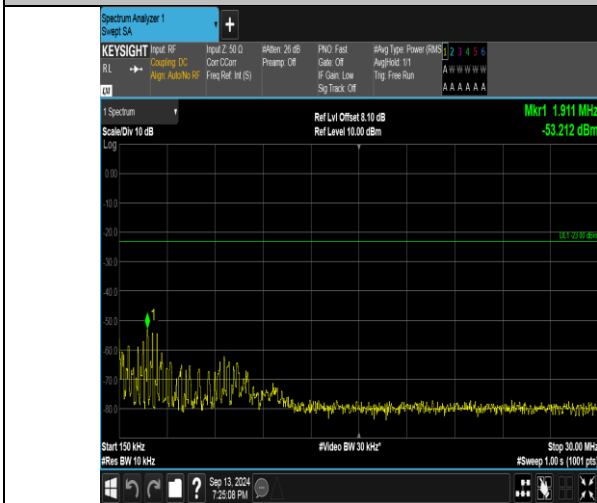 Spectrum Analyzer 1
Swept SA
KEYSIGHT
RL
Input: RF
Coupling: DC
Align: Auto/No RF
Input Z: 50 Ω
Corr CCorr
Freq Ref: Int (S)
#Atten: 26 dB
Preamp: Off
PNO: Fast
Gate: Off
IF Gain: Low
Sig Track: Off
#Avg Type: Power (RMS)
Avg|Hold: 1/1
Trig: Free Run
1 2 3 4 5 6
A W W W W W
A A A A A A
1 Spectrum
Scale/Div 10 dB
Ref Lvl Offset 8.10 dB
Ref Level 10.00 dBm
Mkr1 1.911 MHz
-53.212 dBm
Log
0.00
-10.0
-20.0
DL1 -23.00 dBm
-30.0
-40.0
-50.0
1
-60.0
-70.0
-80.0
Start 150 kHz
#Video BW 30 kHz*
Stop 30.00 MHz
#Res BW 10 kHz
#Sweep 1.00 s (1001 pts)
Sep 13, 2024
7:25:08 PM